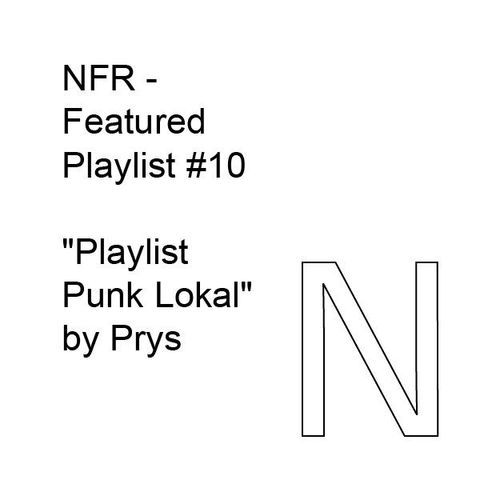 NFR -
Featured
Playlist #10
"Playlist
Punk Lokal"
by Prys
N